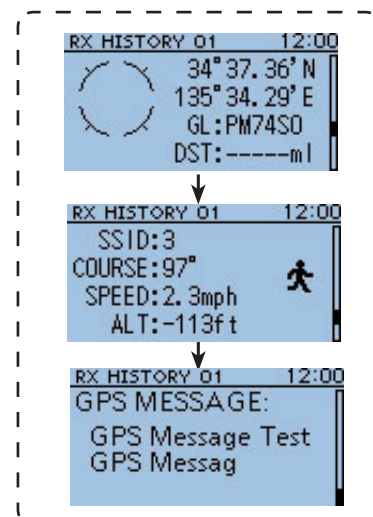 RX HISTORY 01 12:00
34°37.36'N
135°34.29'E
GL:PM74SO
DST:-----ml
RX HISTORY 01 12:00
SSID:3
COURSE:97°
SPEED:2.3mph
ALT:-113ft
RX HISTORY 01 12:00
GPS MESSAGE:
GPS Message Test
GPS Messag